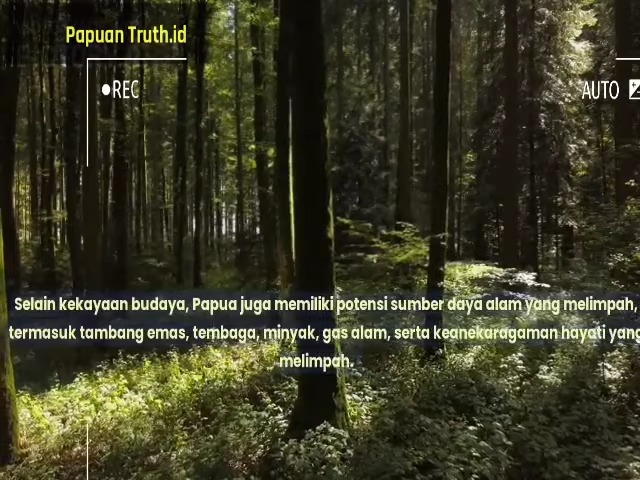 Papuan Truth.id
REC
AUTO
Selain kekayaan budaya, Papua juga memiliki potensi sumber daya alam yang melimpah,
termasuk tambang emas, tembaga, minyak, gas alam, serta keanekaragaman hayati yang
melimpah.